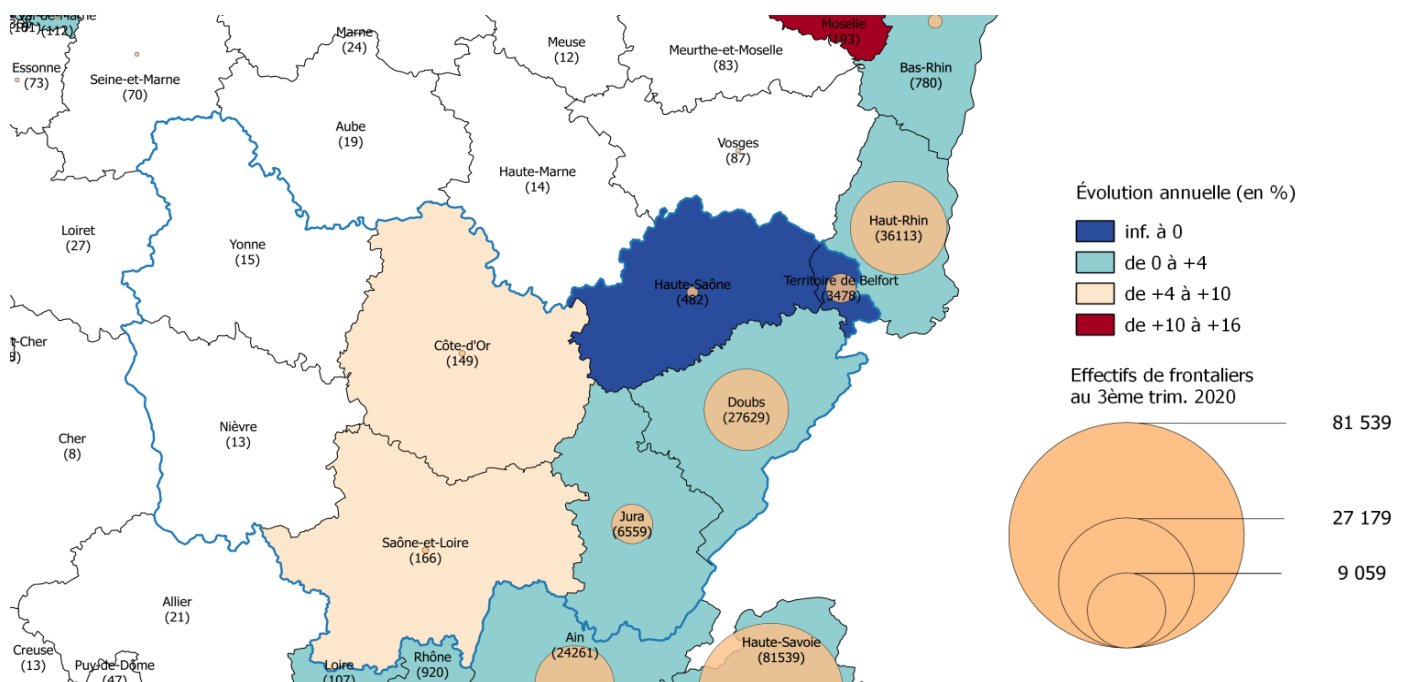 (112)
Essonne
(73)
Seine-et-Marne
(70)
Marne
(24)
Meuse
(12)
Meurthe-et-Moselle
(83)
Moselle
(193)
Bas-Rhin
(780)
Aube
(19)
Haute-Marne
(14)
Vosges
(87)
Haut-Rhin
(36113)
Loiret
(27)
Yonne
(15)
Haute-Saône
(482)
Territoire de Belfort
(3478)
Côte-d'Or
(149)
Doubs
(27629)
Cher
(8)
Nièvre
(13)
Jura
(6559)
Saône-et-Loire
(166)
Allier
(21)
Creuse
(13)
Puy-de-Dôme
(47)
Loire
(107)
Rhône
(920)
Ain
(24261)
Haute-Savoie
(81539)
Évolution annuelle (en %)
inf. à 0
de 0 à +4
de +4 à +10
de +10 à +16
Effectifs de frontaliers
au 3ème trim. 2020
81 539
27 179
9 059